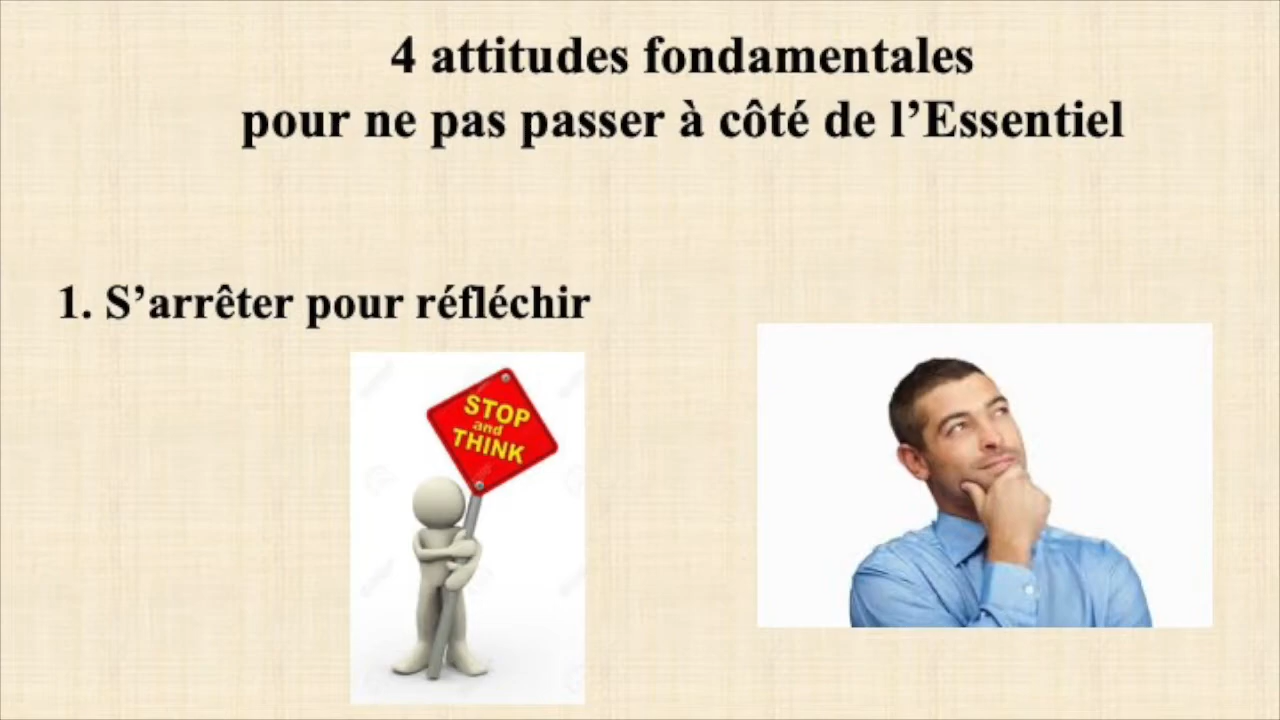 4 attitudes fondamentales
pour ne pas passer à côté de l’Essentiel
1. S’arrêter pour réfléchir
STOP
and
THINK